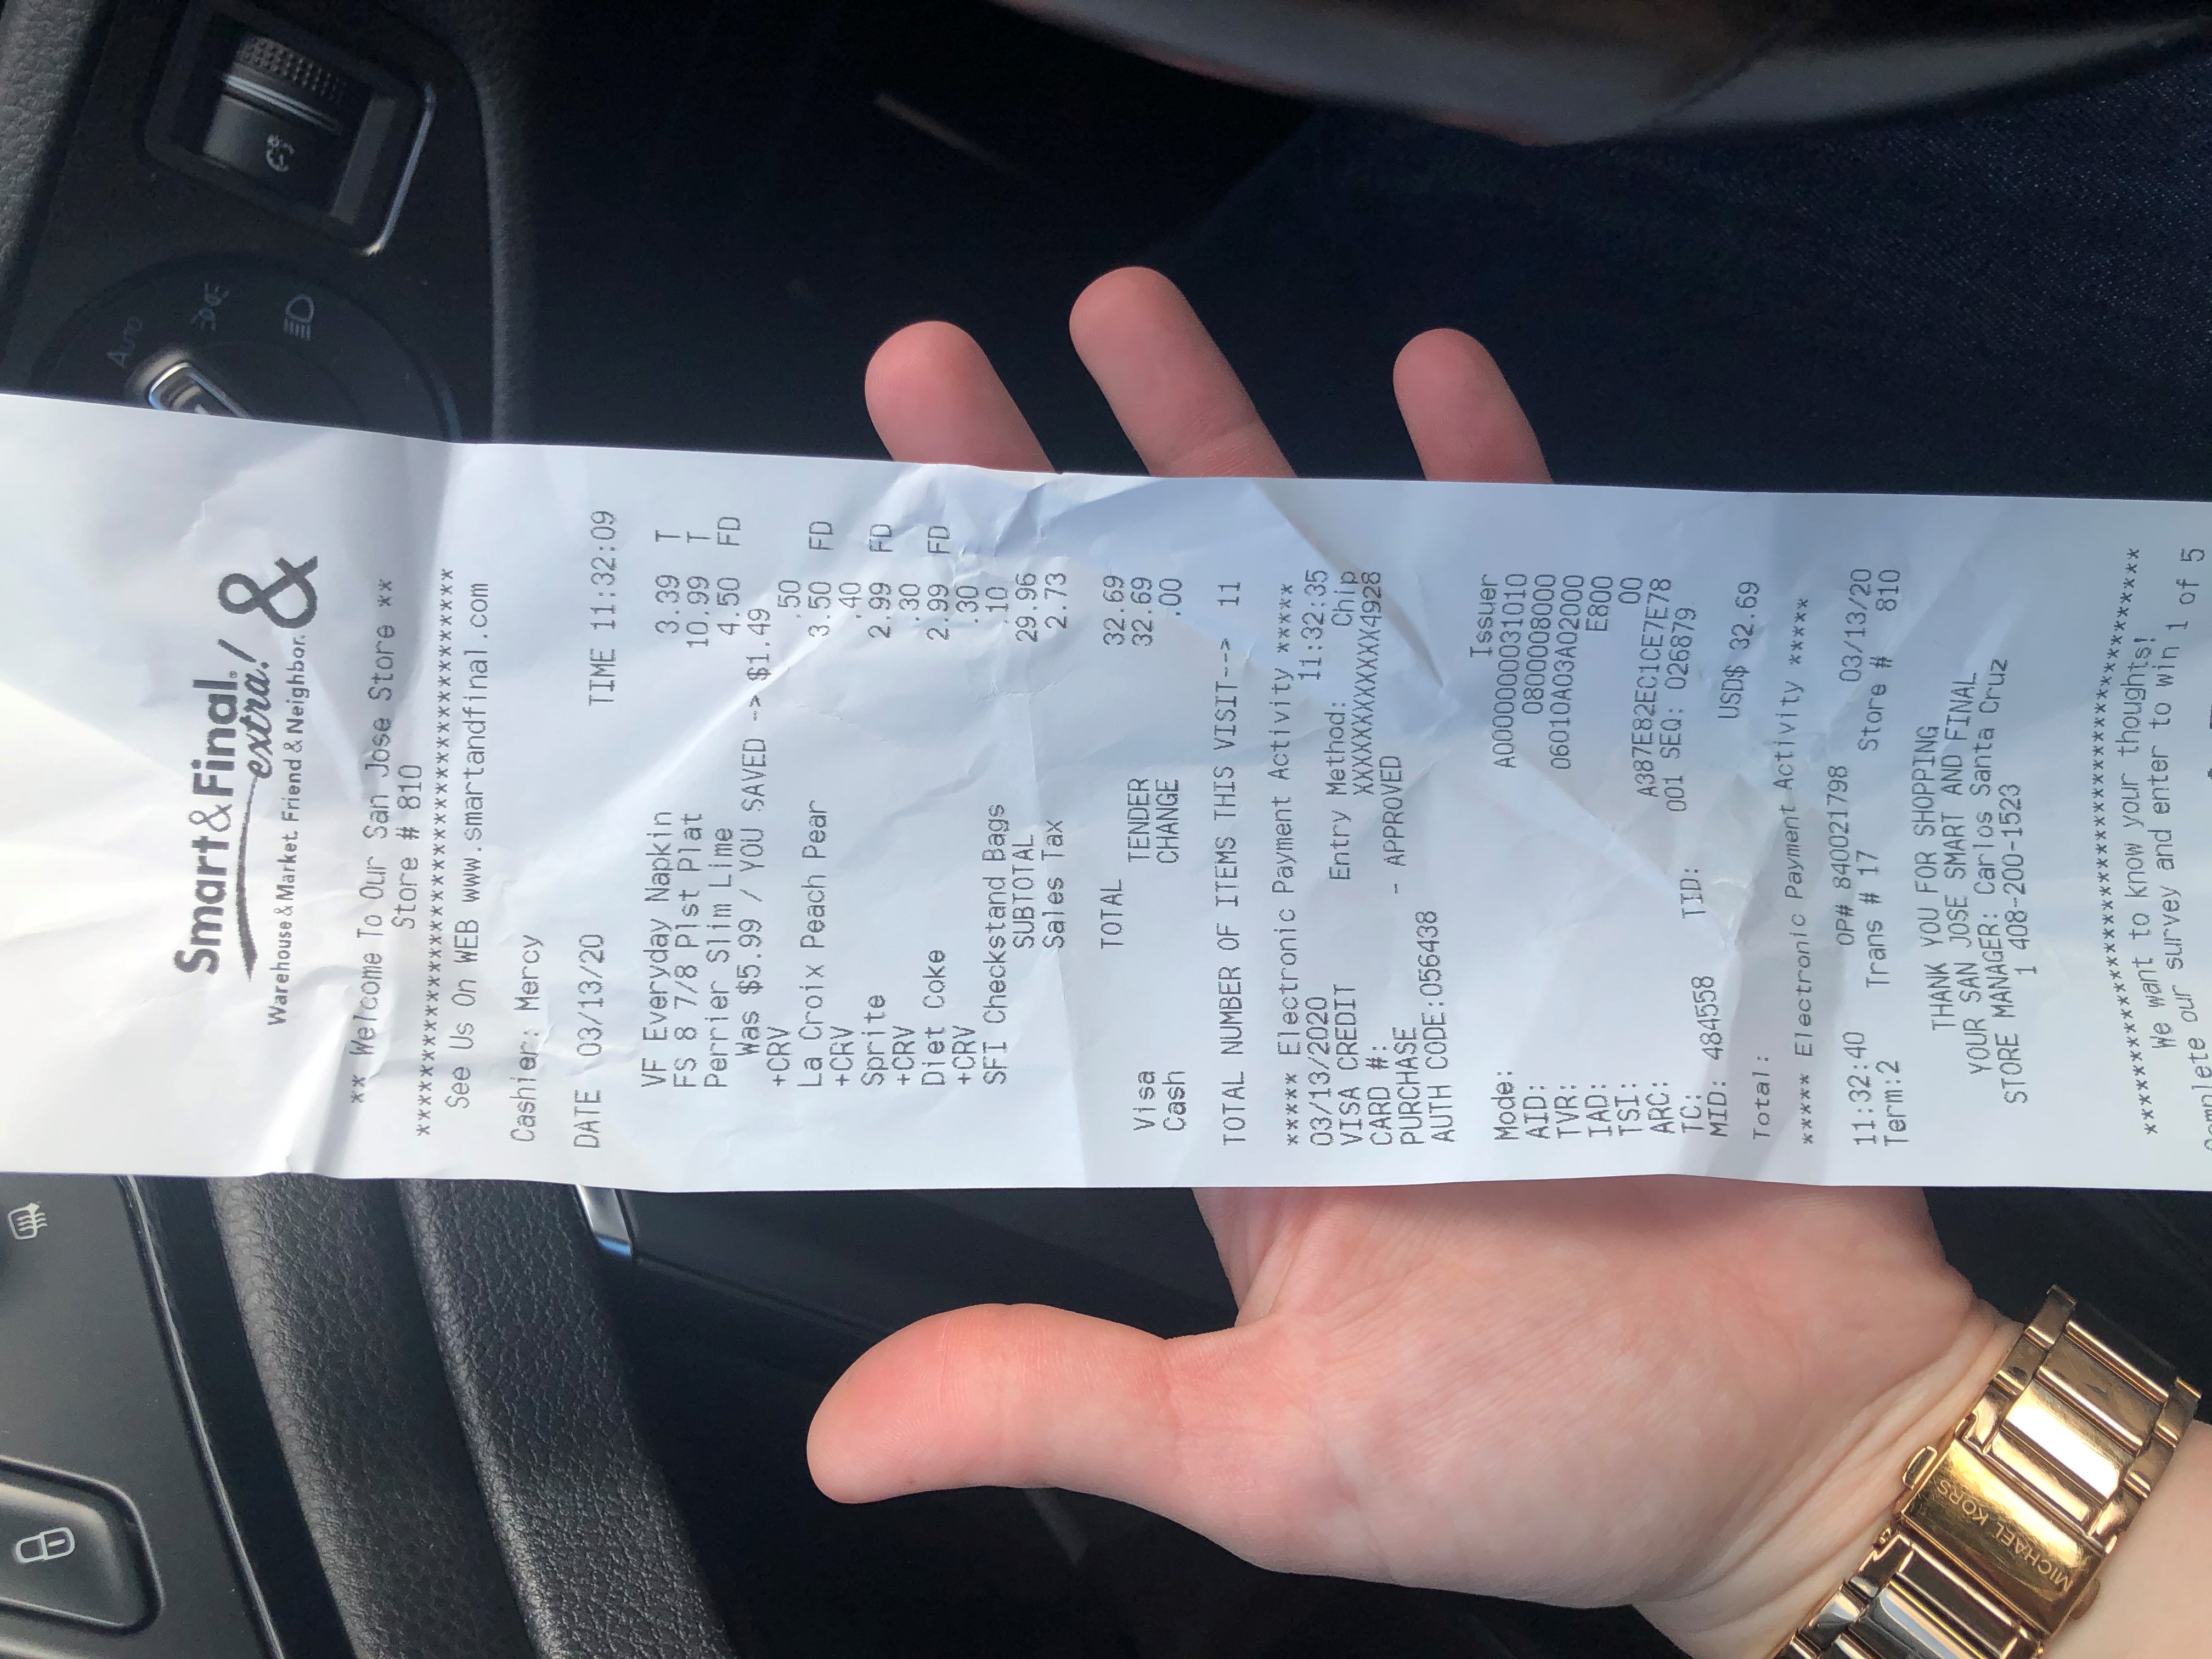 Smart&Final.
extra!
&
Warehouse & Market. Friend & Neighbor.
** Welcome To Our San Jose Store **
Store # 810
****************************************
See Us On WEB www.smartandfinal.com
Cashier: Mercy
DATE 03/13/20 TIME 11:32:09
VF Everyday Napkin 3.39 T
FS 8 7/8 Plst Plat 10.99 T
Perrier Slim Lime 4.50 FD
Was $5.99 / YOU SAVED -> $1.49
+CRV .50
La Croix Peach Pear 3.50 FD
+CRV .40
Sprite 2.99 FD
+CRV .30
Diet Coke 2.99 FD
+CRV .30
SFI Checkstand Bags .10
SUBTOTAL 29.96
Sales Tax 2.73
TOTAL 32.69
Visa TENDER 32.69
Cash CHANGE .00
TOTAL NUMBER OF ITEMS THIS VISIT--> 11
***** Electronic Payment Activity *****
03/13/2020 11:32:35
VISA CREDIT Entry Method: Chip
CARD #: XXXXXXXXXXXX4928
PURCHASE - APPROVED
AUTH CODE:056438
Mode: Issuer
AID: A0000000031010
TVR: 0800008000
IAD: 06010A03A02000
TSI: E800
ARC: 00
TC: A387E82EC1CE7E78
MID: 484558 TID: 001 SEQ: 026879
Total: USD$ 32.69
***** Electronic Payment Activity *****
11:32:40 OP# 840021798 03/13/20
Term:2 Trans # 17 Store # 810
THANK YOU FOR SHOPPING
YOUR SAN JOSE SMART AND FINAL
STORE MANAGER: Carlos Santa Cruz
1 408-200-1523
****************************************
We want to know your thoughts!
Complete our survey and enter to win 1 of 5
AUTO
MICHAEL KORS